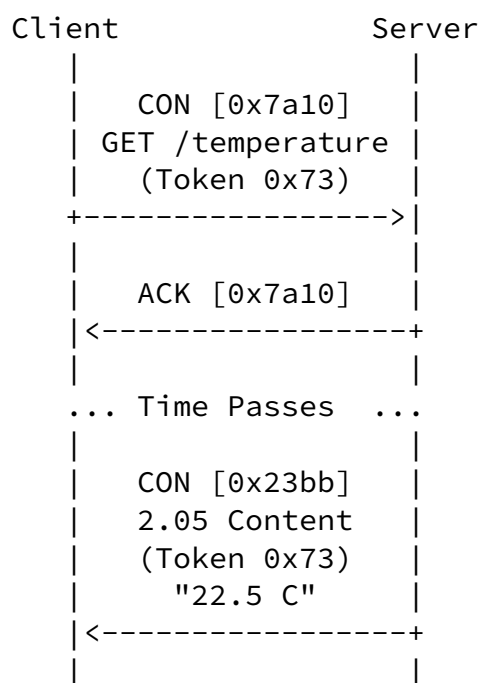 Client Server
CON [0x7a10]
GET /temperature
(Token 0x73)
ACK [0x7a10]
... Time Passes ...
CON [0x23bb]
2.05 Content
(Token 0x73)
"22.5 C"